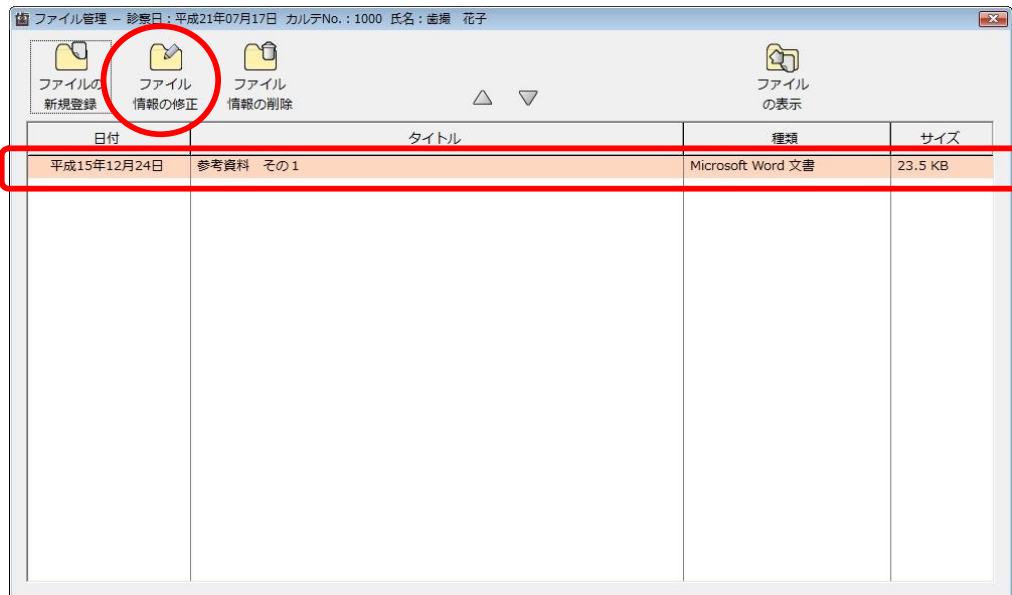 ファイル管理 – 診察日：平成21年07月17日 カルテNo.：1000 氏名：歯撮 花子
ファイルの
新規登録
ファイル
情報の修正
ファイル
情報の削除
ファイル
の表示
日付 タイトル 種類 サイズ
平成15年12月24日 参考資料 その1 Microsoft Word 文書 23.5 KB